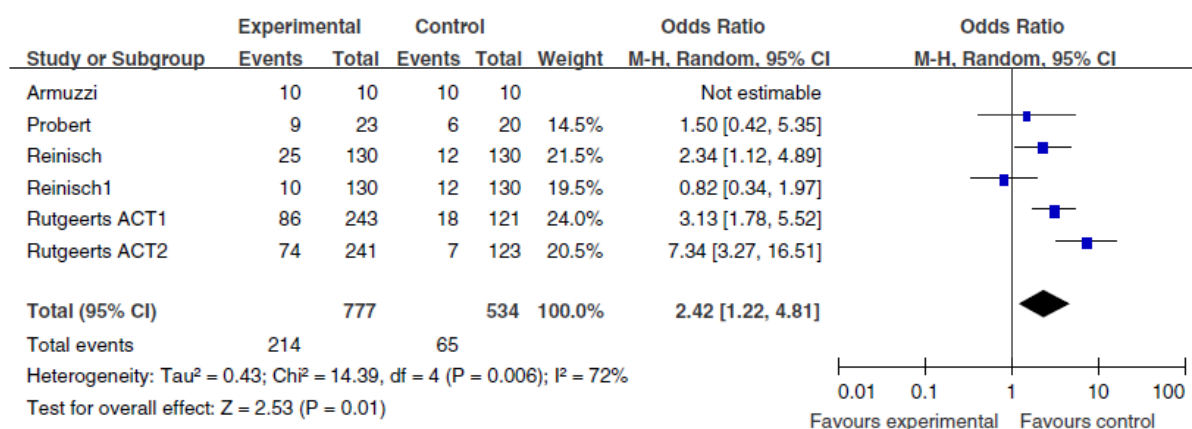 Experimental Control Odds Ratio Odds Ratio
Study or Subgroup Events Total Events Total Weight M-H, Random, 95% CI M-H, Random, 95% CI
Armuzzi 10 10 10 10 Not estimable
Probert 9 23 6 20 14.5% 1.50 [0.42, 5.35]
Reinisch 25 130 12 130 21.5% 2.34 [1.12, 4.89]
Reinisch1 10 130 12 130 19.5% 0.82 [0.34, 1.97]
Rutgeerts ACT1 86 243 18 121 24.0% 3.13 [1.78, 5.52]
Rutgeerts ACT2 74 241 7 123 20.5% 7.34 [3.27, 16.51]
Total (95% CI) 777 534 100.0% 2.42 [1.22, 4.81]
Total events 214 65
Heterogeneity: Tau² = 0.43; Chi² = 14.39, df = 4 (P = 0.006); I² = 72%
Test for overall effect: Z = 2.53 (P = 0.01)
0.01 0.1 1 10 100
Favours experimental Favours control